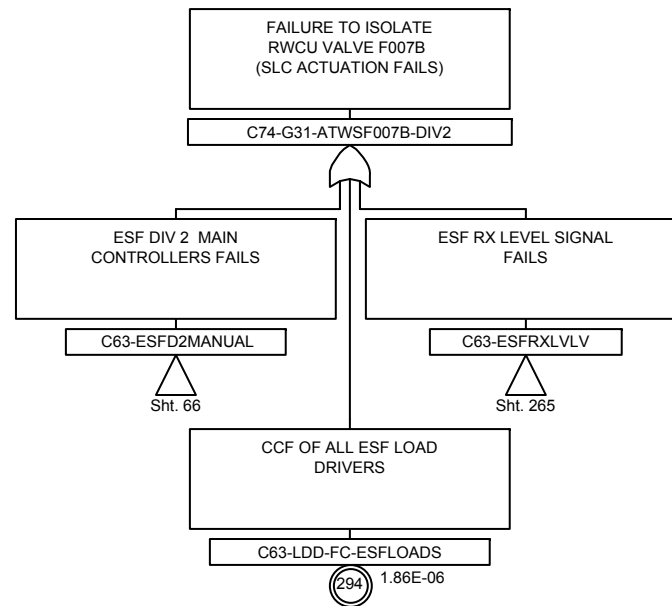 FAILURE TO ISOLATE
RWCU VALVE F007B
(SLC ACTUATION FAILS)
C74-G31-ATWSF007B-DIV2
ESF DIV 2 MAIN
CONTROLLERS FAILS
C63-ESFD2MANUAL
Sht. 66
ESF RX LEVEL SIGNAL
FAILS
C63-ESFRXLVLV
Sht. 265
CCF OF ALL ESF LOAD
DRIVERS
C63-LDD-FC-ESFLOADS
294
1.86E-06